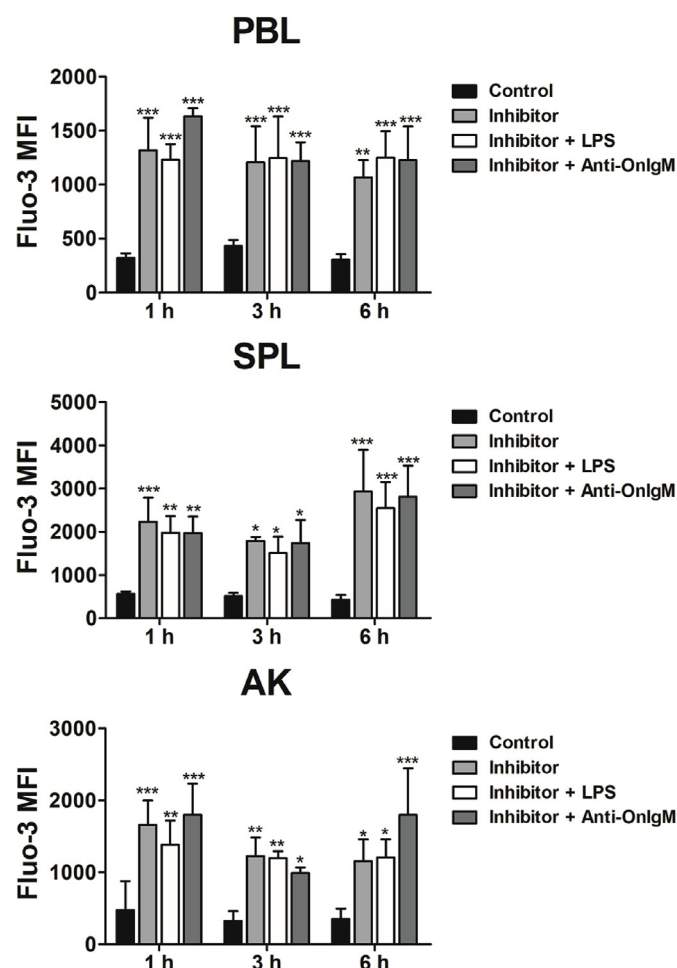 PBL
2000
1500
1000
500
0
Fluo-3 MFI
*** *** ***
*** *** ***
** *** ***
1 h 3 h 6 h
Control
Inhibitor
Inhibitor + LPS
Inhibitor + Anti-OnIgM
SPL
5000
4000
3000
2000
1000
0
Fluo-3 MFI
*** ** **
* * *
*** *** ***
1 h 3 h 6 h
Control
Inhibitor
Inhibitor + LPS
Inhibitor + Anti-OnIgM
AK
3000
2000
1000
0
Fluo-3 MFI
*** ** ***
** ** *
* * ***
1 h 3 h 6 h
Control
Inhibitor
Inhibitor + LPS
Inhibitor + Anti-OnIgM